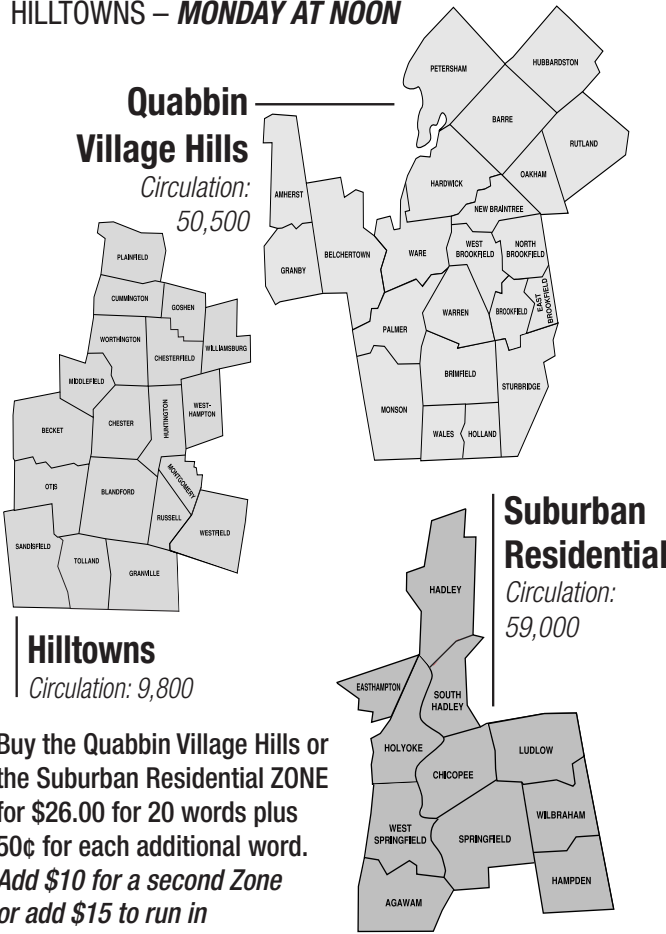 HILLTOWNS – MONDAY AT NOON
Quabbin
Village Hills
Circulation:
50,500
PETERSHAM
HUBBARDSTON
BARRE
RUTLAND
OAKHAM
HARDWICK
NEW BRAINTREE
AMHERST
BELCHERTOWN
GRANBY
WARE
WEST
BROOKFIELD
NORTH
BROOKFIELD
EAST
BROOKFIELD
BROOKFIELD
WARREN
PALMER
BRIMFIELD
STURBRIDGE
MONSON
WALES
HOLLAND
PLAINFIELD
CUMMINGTON
GOSHEN
WORTHINGTON
CHESTERFIELD
WILLIAMSBURG
MIDDLEFIELD
BECKET
CHESTER
HUNTINGTON
WEST-
HAMPTON
OTIS
BLANDFORD
MONTGOMERY
RUSSELL
WESTFIELD
SANDISFIELD
TOLLAND
GRANVILLE
Hilltowns
Circulation: 9,800
Suburban
Residential
Circulation:
59,000
HADLEY
EASTHAMPTON
SOUTH
HADLEY
HOLYOKE
CHICOPEE
LUDLOW
WEST
SPRINGFIELD
SPRINGFIELD
WILBRAHAM
HAMPDEN
AGAWAM
Buy the Quabbin Village Hills or
the Suburban Residential ZONE
for $26.00 for 20 words plus
50¢ for each additional word.
Add $10 for a second Zone
or add $15 to run in